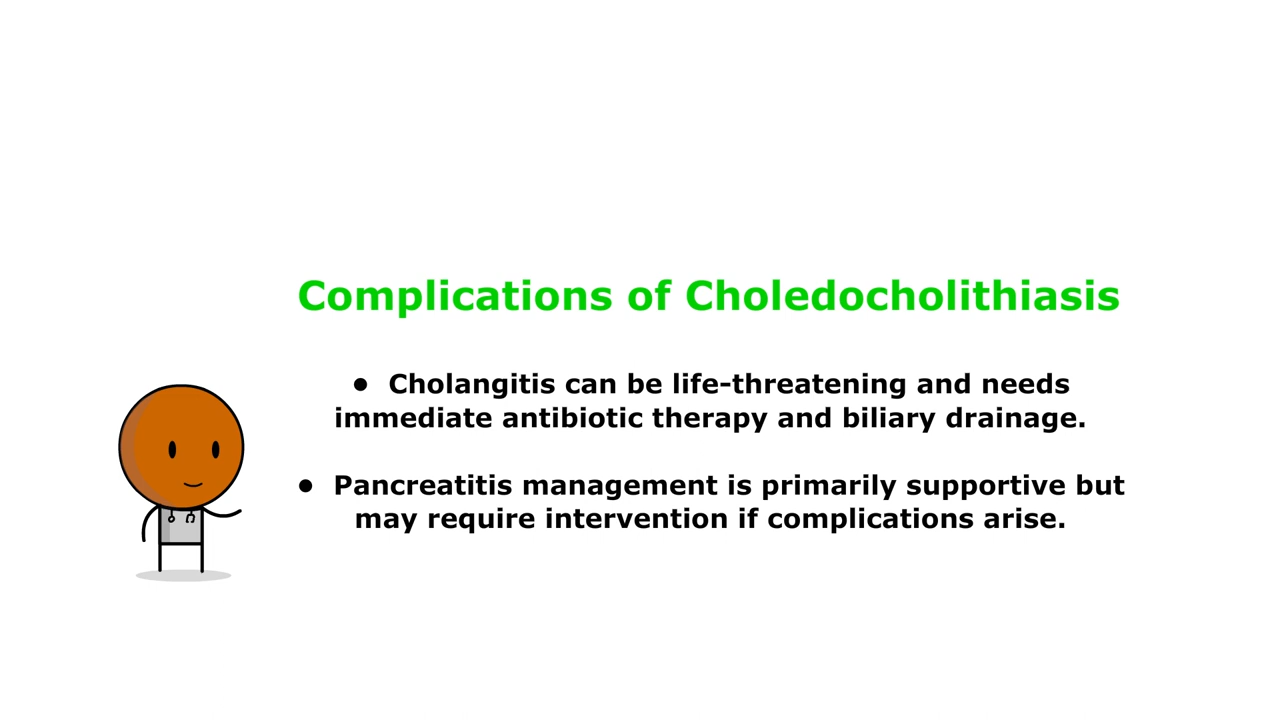 Complications of Choledocholithiasis
● Cholangitis can be life-threatening and needs
immediate antibiotic therapy and biliary drainage.
● Pancreatitis management is primarily supportive but
may require intervention if complications arise.